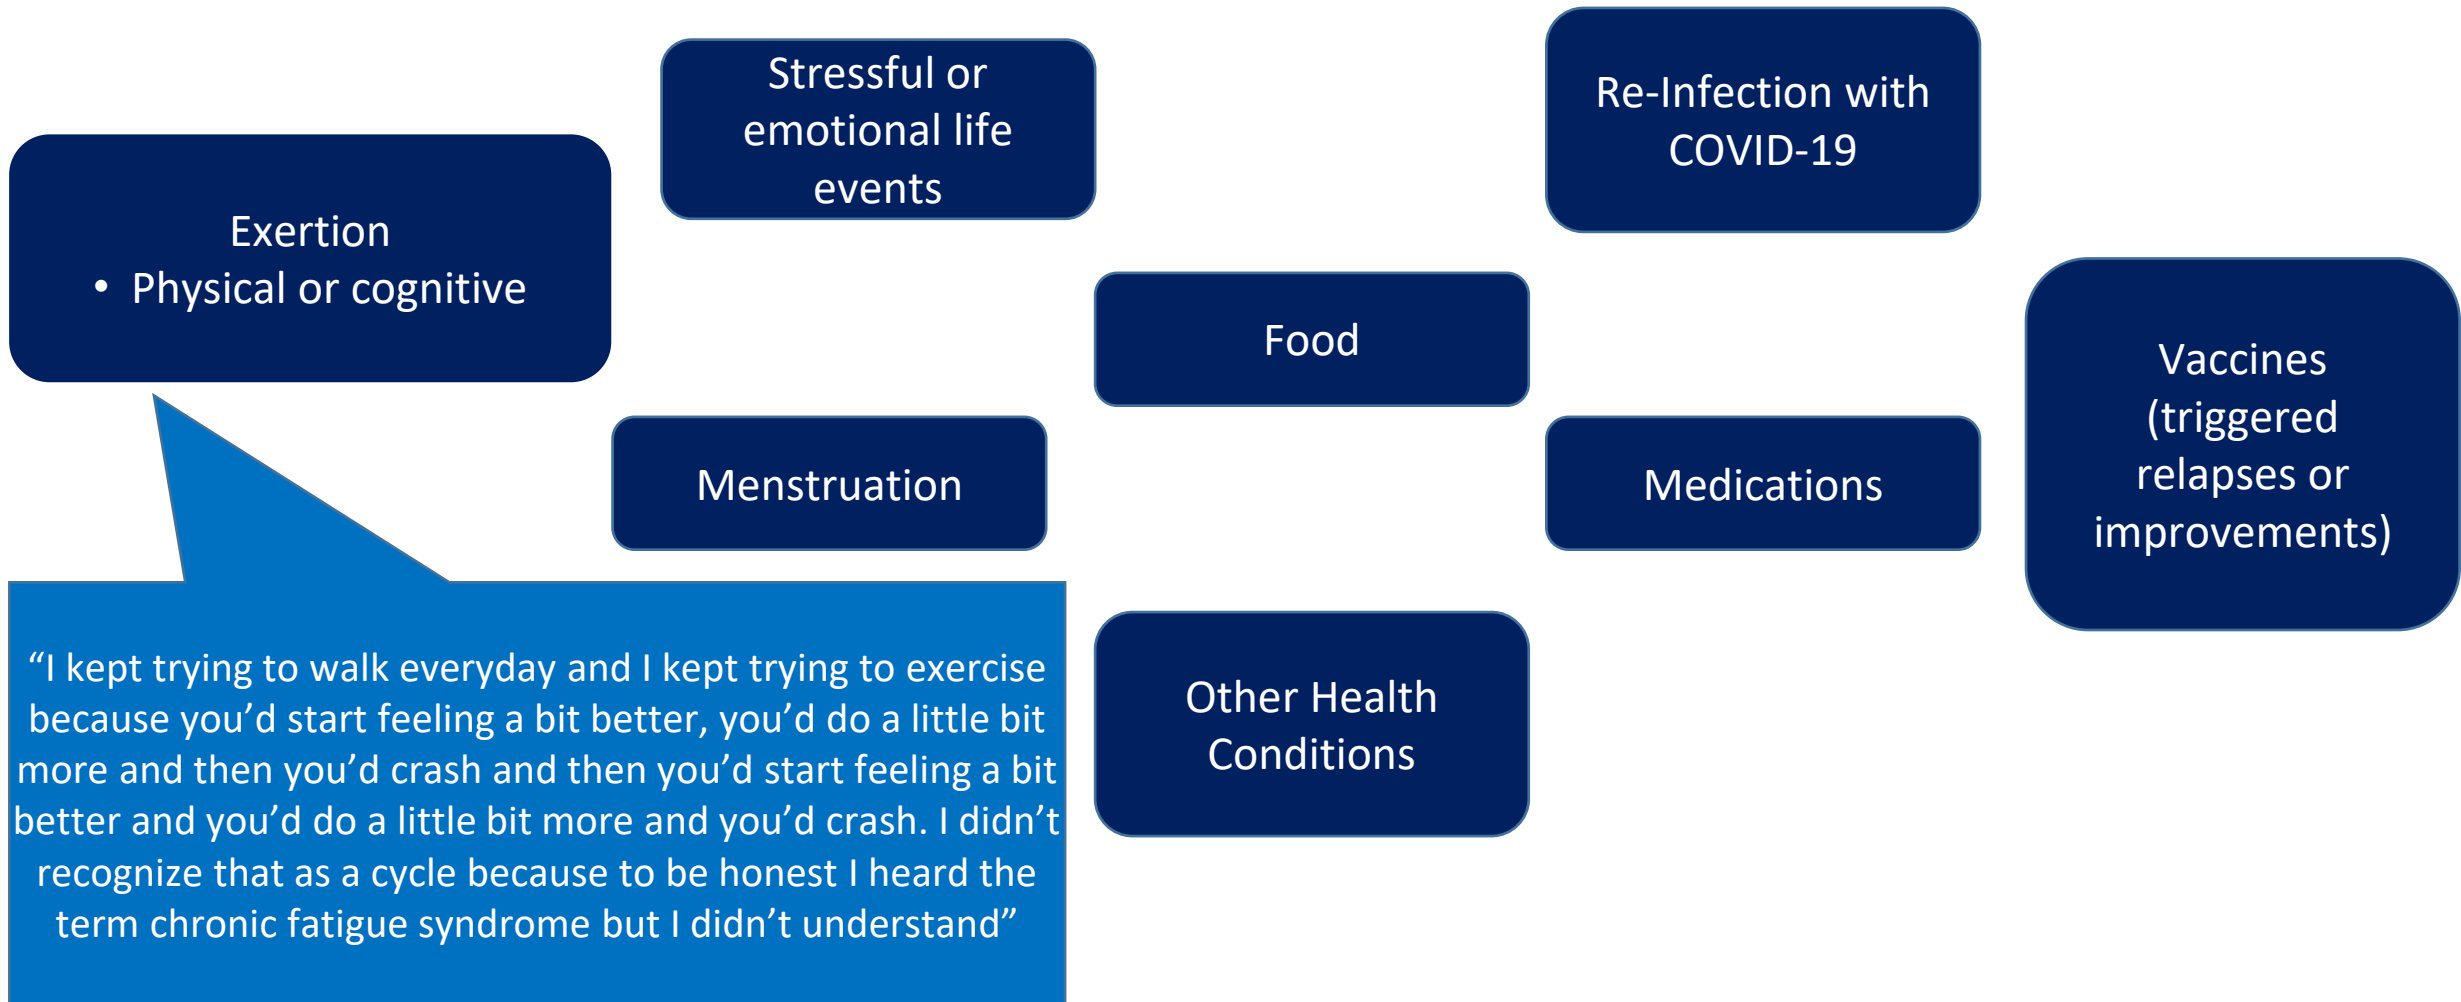 Stressful or
emotional life
events
Re-Infection with
COVID-19
Exertion
• Physical or cognitive
Food
Vaccines
(triggered
relapses or
improvements)
Menstruation
Medications
“I kept trying to walk everyday and I kept trying to exercise
because you’d start feeling a bit better, you’d do a little bit
more and then you’d crash and then you’d start feeling a bit
better and you’d do a little bit more and you’d crash. I didn’t
recognize that as a cycle because to be honest I heard the
term chronic fatigue syndrome but I didn’t understand”
Other Health
Conditions